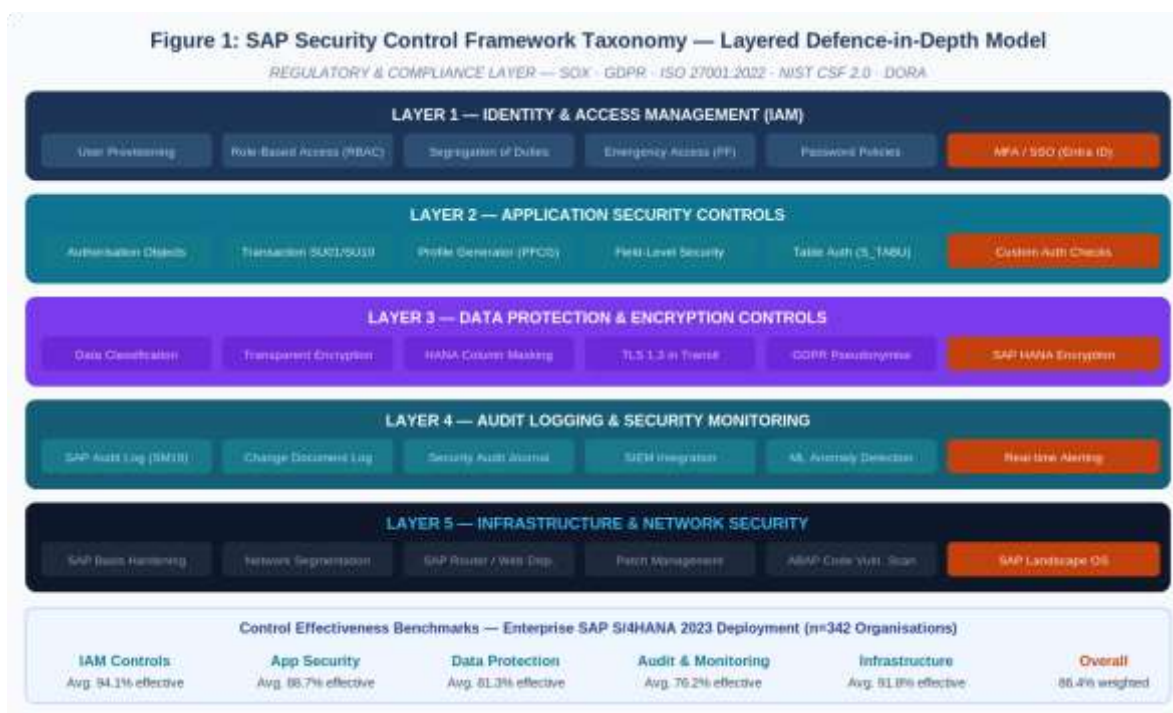 Figure 1: SAP Security Control Framework Taxonomy — Layered Defence-in-Depth Model
REGULATORY & COMPLIANCE LAYER — SOX · GDPR · ISO 27001:2022 · NIST CSF 2.0 · DORA
LAYER 1 — IDENTITY & ACCESS MANAGEMENT (IAM)
User Provisioning Role-Based Access (RBAC) Segregation of Duties Emergency Access (FF) Password Policies MFA / SSO (Entra ID)
LAYER 2 — APPLICATION SECURITY CONTROLS
Authorisation Objects Transaction SU01/SU10 Profile Generator (PFCG) Field-Level Security Table Auth (S_TABU) Custom Auth Checks
LAYER 3 — DATA PROTECTION & ENCRYPTION CONTROLS
Data Classification Transparent Encryption HANA Column Masking TLS 1.3 in Transit GDPR Pseudonymise SAP HANA Encryption
LAYER 4 — AUDIT LOGGING & SECURITY MONITORING
SAP Audit Log Change Document Log Security Audit Journal SIEM Integration ML Anomaly Detection Real-time Alerting
LAYER 5 — INFRASTRUCTURE & NETWORK SECURITY
SAP Basis Hardening Network Segmentation SAP Router / Web Disp. Patch Management ABAP Code Vuln. Scan SAP Landscape OS
Control Effectiveness Benchmarks — Enterprise SAP S/4HANA 2023 Deployment (n=342 Organisations)
IAM Controls App Security Data Protection Audit & Monitoring Infrastructure Overall
Avg. 94.1% effective Avg. 88.7% effective Avg. 81.3% effective Avg. 76.2% effective Avg. 91.8% effective 86.4% weighted